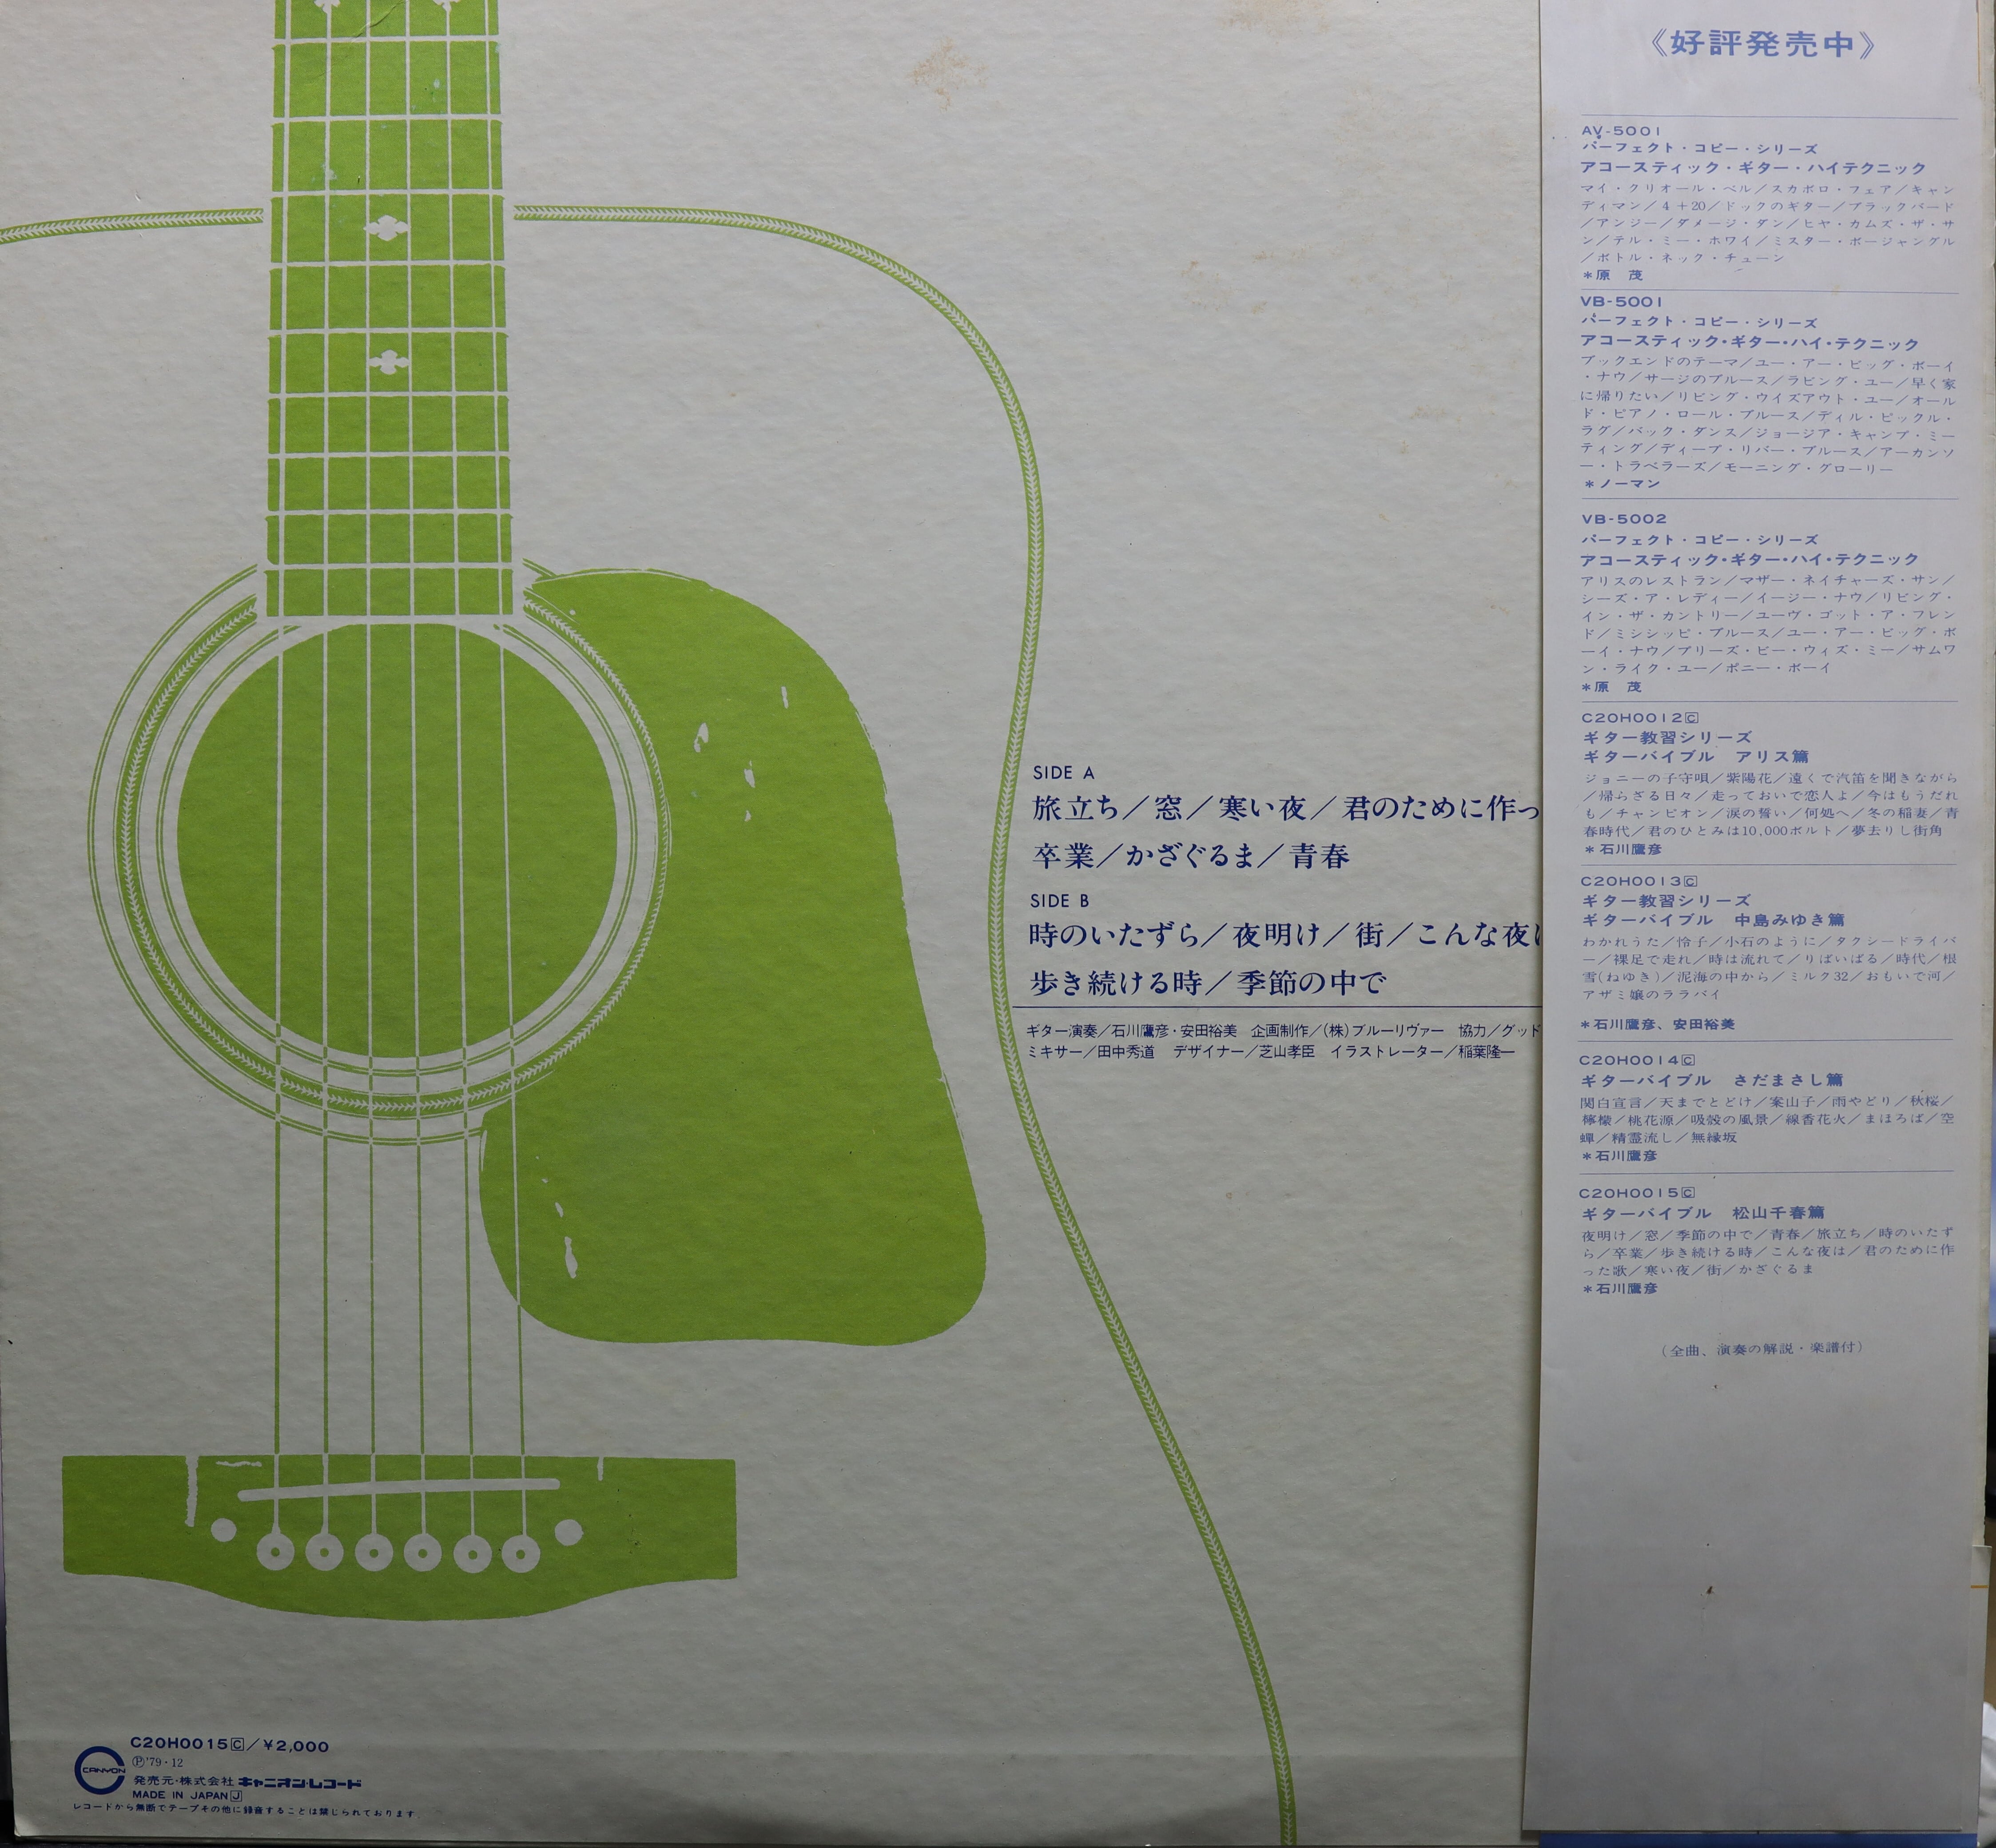 SIDE A
旅立ち／窓／寒い夜／君のために作っ
卒業／かざぐるま／青春
SIDE B
時のいたずら／夜明け／街／こんな夜は
歩き続ける時／季節の中で
ギター演奏／石川鷹彦・安田裕美　企画制作／(株)ブルーリヴァー　協力／グッド
ミキサー／田中秀道　デザイナー／芝山孝臣　イラストレーター／稲葉隆一
C20H0015C／¥2,000
Ⓟ'79・12
CANYON
発売元・株式会社 キャニオン・レコード
MADE IN JAPAN J
レコードから無断でテープその他に録音することは禁じられております.
《好評発売中》
AV-5001
パーフェクト・コピー・シリーズ
アコースティック・ギター・ハイテクニック
マイ・クリオール・ベル／スカボロ・フェア／キャン
ディマン／4＋20／ドックのギター／ブラックバード
／アンジー／ダメージ・ダン／ヒヤ・カムズ・ザ・サ
ン／テル・ミー・ホワイ／ミスター・ボージャングル
／ボトル・ネック・チューン
＊原　茂
VB-5001
パーフェクト・コピー・シリーズ
アコースティック・ギター・ハイ・テクニック
ブックエンドのテーマ／ユー・アー・ビッグ・ボーイ
・ナウ／サージのブルース／ラビング・ユー／早く家
に帰りたい／リビング・ウイズアウト・ユー／オール
ド・ピアノ・ロール・ブルース／ディル・ピックル・
ラグ／バック・ダンス／ジョージア・キャンプ・ミー
ティング／ディープ・リバー・ブルース／アーカンソ
ー・トラベラーズ／モーニング・グローリー
＊ノーマン
VB-5002
パーフェクト・コピー・シリーズ
アコースティック・ギター・ハイ・テクニック
アリスのレストラン／マザー・ネイチャーズ・サン／
シーズ・ア・レディー／イージー・ナウ／リビング・
イン・ザ・カントリー／ユーヴ・ゴット・ア・フレン
ド／ミシシッピ・ブルース／ユー・アー・ビッグ・ボ
ーイ・ナウ／プリーズ・ビー・ウィズ・ミー／サムワ
ン・ライク・ユー／ボニー・ボーイ
＊原　茂
C20H0012C
ギター教習シリーズ
ギターバイブル　アリス篇
ジョニーの子守唄／紫陽花／遠くで汽笛を聞きながら
／帰らざる日々／走っておいで恋人よ／今はもうだれ
も／チャンピオン／涙の誓い／何処へ／冬の稲妻／青
春時代／君のひとみは10,000ボルト／夢去りし街角
＊石川鷹彦
C20H0013C
ギター教習シリーズ
ギターバイブル　中島みゆき篇
わかれうた／怜子／小石のように／タクシードライバ
ー／裸足で走れ／時は流れて／りばいばる／時代／根
雪(ねゆき)／泥海の中から／ミルク32／おもいで河／
アザミ嬢のララバイ
＊石川鷹彦、安田裕美
C20H0014C
ギターバイブル　さだまさし篇
関白宣言／天までとどけ／案山子／雨やどり／秋桜／
檸檬／桃花源／吸殻の風景／線香花火／まほろば／空
蟬／精霊流し／無縁坂
＊石川鷹彦
C20H0015C
ギターバイブル　松山千春篇
夜明け／窓／季節の中で／青春／旅立ち／時のいたず
ら／卒業／歩き続ける時／こんな夜は／君のために作
った歌／寒い夜／街／かざぐるま
＊石川鷹彦
（全曲、演奏の解説・楽譜付）